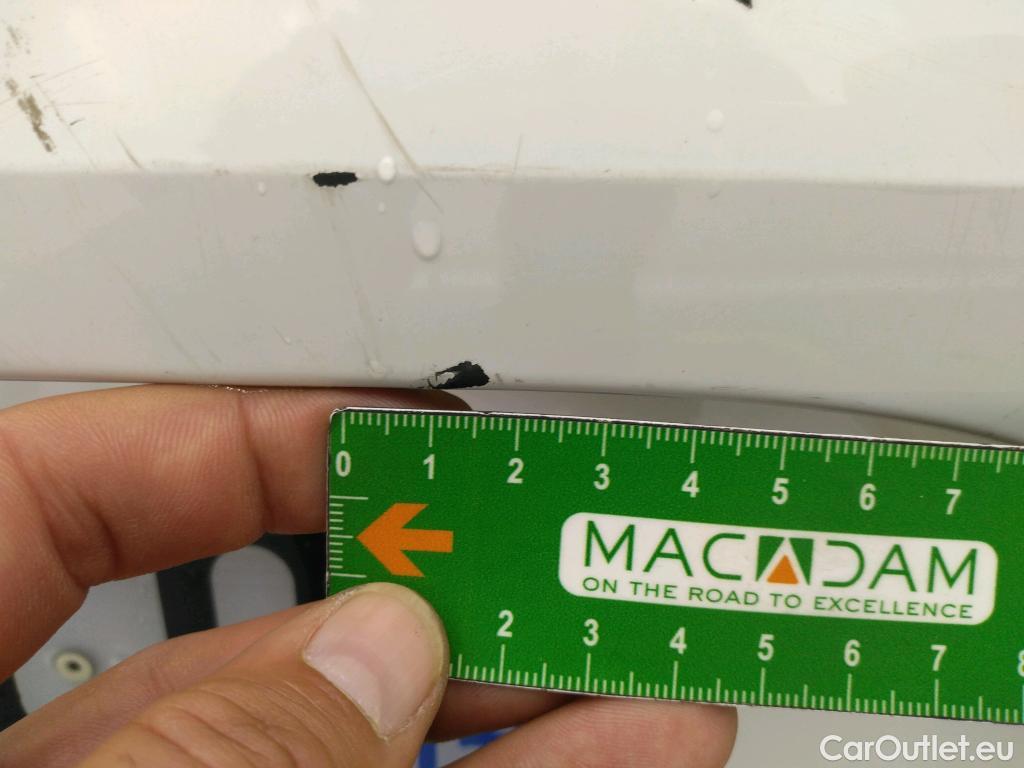 0 1 2 3 4 5 6 7
MACADAM
ON THE ROAD TO EXCELLENCE
2 3 4 5 6 7 8
CarOutlet.eu